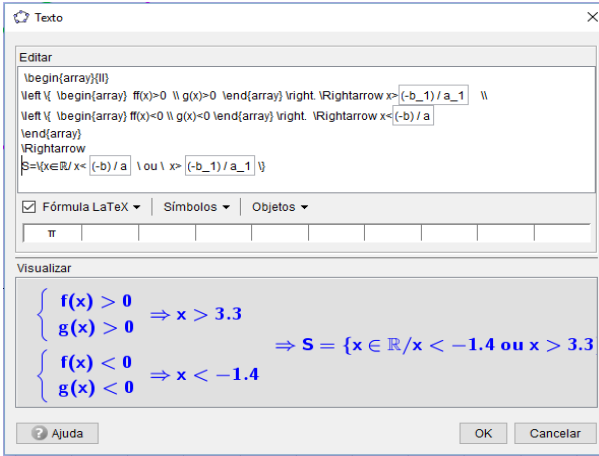 Texto
Editar
\begin{array}{ll}
\left \{ \begin{array} ff(x)>0 \\ g(x)>0 \end{array} \right. \Rightarrow x> (-b_1) / a_1 \\
\left \{ \begin{array} ff(x)<0 \\ g(x)<0 \end{array} \right. \Rightarrow x< (-b) / a
\end{array}
\Rightarrow
S=\{x∈ℝ/ x< (-b) / a \ ou \ x> (-b_1) / a_1 \}
Fórmula LaTeX Símbolos Objetos
π
Visualizar
{ f(x) > 0
g(x) > 0 ⇒ x > 3.3
⇒ S = {x ∈ ℝ/x < −1.4 ou x > 3.3
{ f(x) < 0
g(x) < 0 ⇒ x < −1.4
Ajuda OK Cancelar